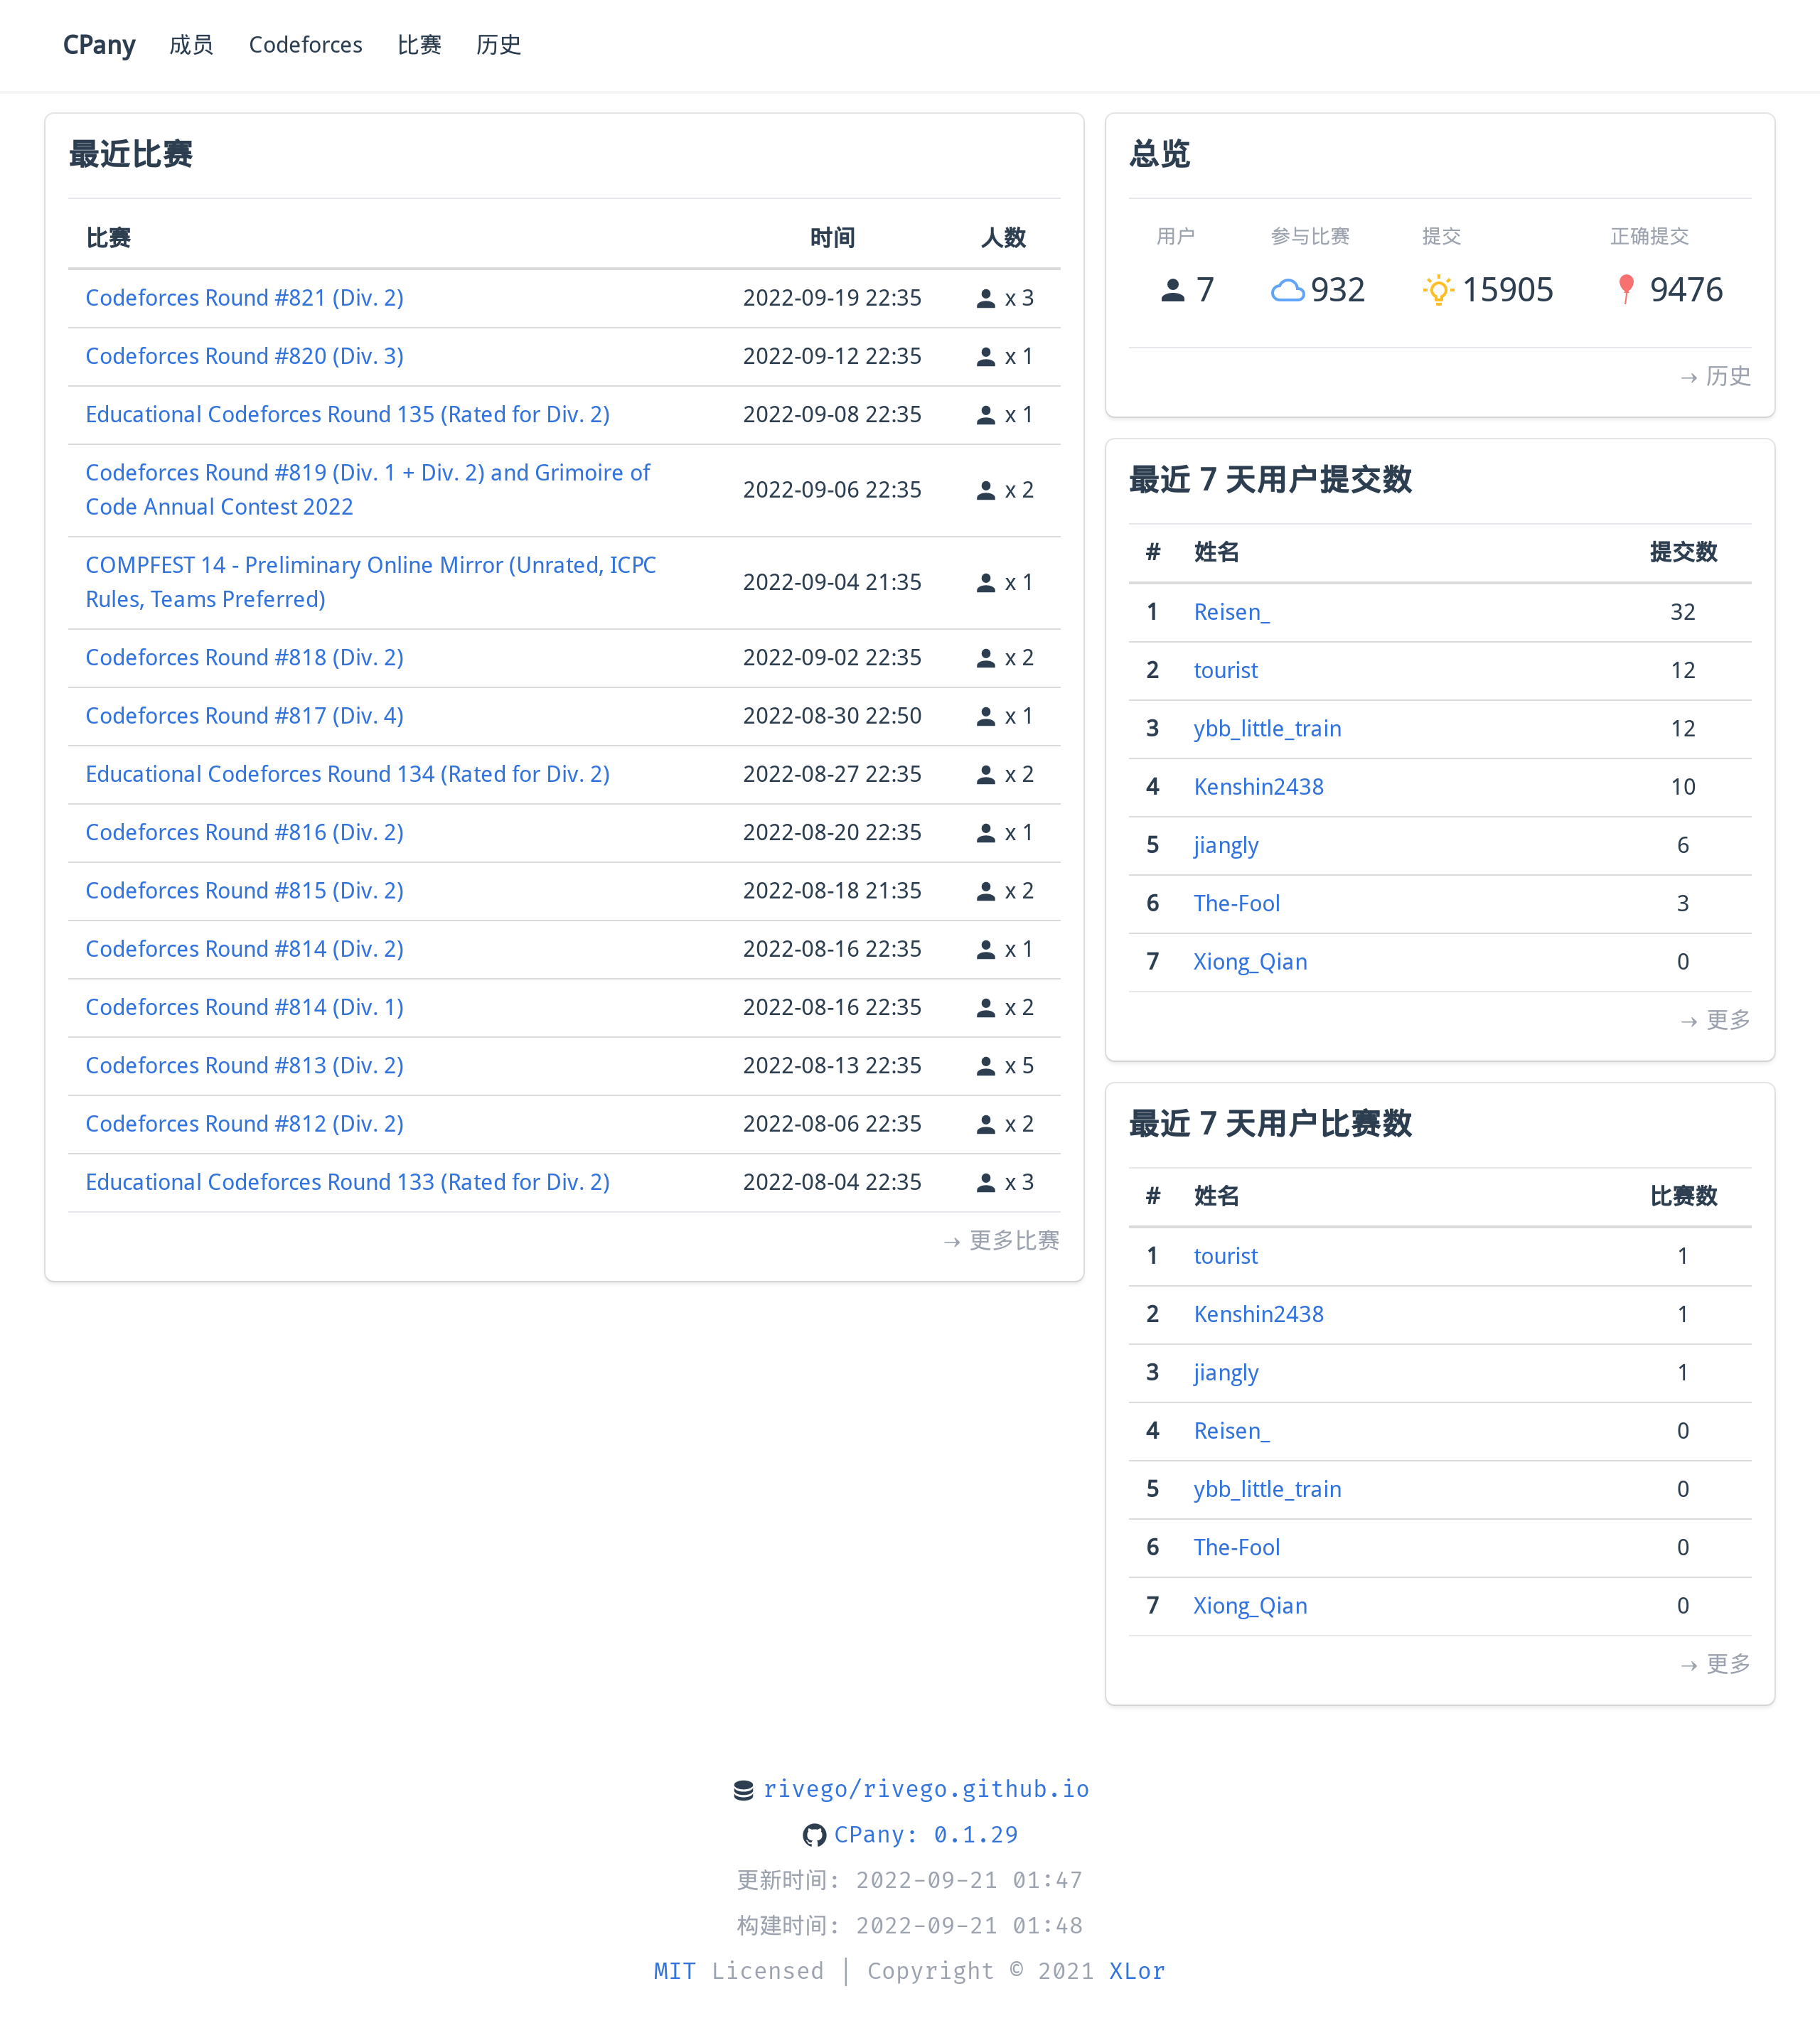 CPany 成员 Codeforces 比赛 历史
最近比赛
比赛 时间 人数
Codeforces Round #821 (Div. 2) 2022-09-19 22:35 x 3
Codeforces Round #820 (Div. 3) 2022-09-12 22:35 x 1
Educational Codeforces Round 135 (Rated for Div. 2) 2022-09-08 22:35 x 1
Codeforces Round #819 (Div. 1 + Div. 2) and Grimoire of
Code Annual Contest 2022 2022-09-06 22:35 x 2
COMPFEST 14 - Preliminary Online Mirror (Unrated, ICPC
Rules, Teams Preferred) 2022-09-04 21:35 x 1
Codeforces Round #818 (Div. 2) 2022-09-02 22:35 x 2
Codeforces Round #817 (Div. 4) 2022-08-30 22:50 x 1
Educational Codeforces Round 134 (Rated for Div. 2) 2022-08-27 22:35 x 2
Codeforces Round #816 (Div. 2) 2022-08-20 22:35 x 1
Codeforces Round #815 (Div. 2) 2022-08-18 21:35 x 2
Codeforces Round #814 (Div. 2) 2022-08-16 22:35 x 1
Codeforces Round #814 (Div. 1) 2022-08-16 22:35 x 2
Codeforces Round #813 (Div. 2) 2022-08-13 22:35 x 5
Codeforces Round #812 (Div. 2) 2022-08-06 22:35 x 2
Educational Codeforces Round 133 (Rated for Div. 2) 2022-08-04 22:35 x 3
→ 更多比赛
总览
用户 参与比赛 提交 正确提交
7 932 15905 9476
→ 历史
最近 7 天用户提交数
# 姓名 提交数
1 Reisen_ 32
2 tourist 12
3 ybb_little_train 12
4 Kenshin2438 10
5 jiangly 6
6 The-Fool 3
7 Xiong_Qian 0
→ 更多
最近 7 天用户比赛数
# 姓名 比赛数
1 tourist 1
2 Kenshin2438 1
3 jiangly 1
4 Reisen_ 0
5 ybb_little_train 0
6 The-Fool 0
7 Xiong_Qian 0
→ 更多
rivego/rivego.github.io
CPany: 0.1.29
更新时间: 2022-09-21 01:47
构建时间: 2022-09-21 01:48
MIT Licensed | Copyright © 2021 XLor